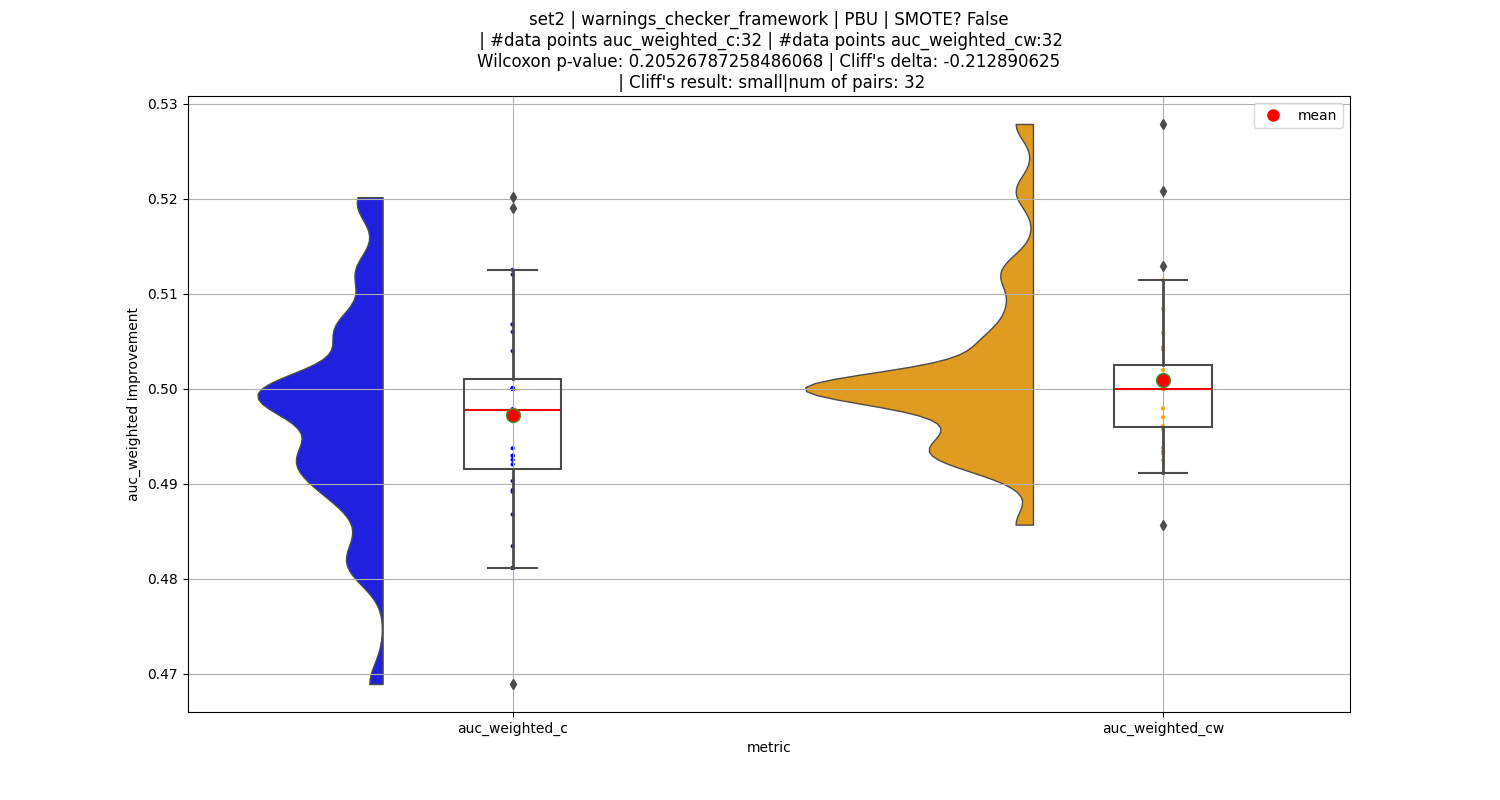 set2 | warnings_checker_framework | PBU | SMOTE? False
| #data points auc_weighted_c:32 | #data points auc_weighted_cw:32
Wilcoxon p-value: 0.20526787258486068 | Cliff's delta: -0.212890625
| Cliff's result: small|num of pairs: 32
mean
0.53
0.52
0.51
0.50
0.49
0.48
0.47
auc_weighted Improvement
auc_weighted_c
auc_weighted_cw
metric